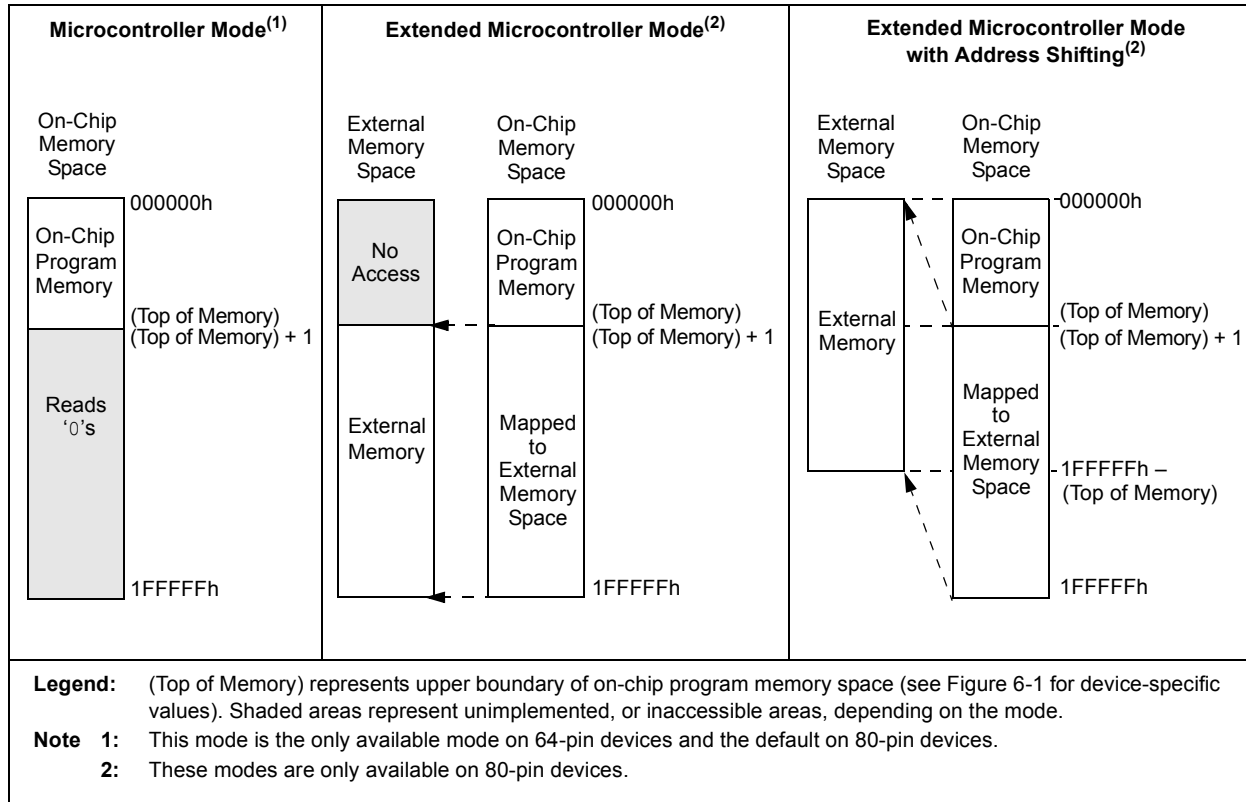 Microcontroller Mode(1)
On-Chip
Memory
Space
000000h
On-Chip
Program
Memory
(Top of Memory)
(Top of Memory) + 1
Reads
‘0’s
1FFFFFh
Extended Microcontroller Mode(2)
External
Memory
Space
On-Chip
Memory
Space
000000h
No
Access
On-Chip
Program
Memory
(Top of Memory)
(Top of Memory) + 1
External
Memory
Mapped
to
External
Memory
Space
1FFFFFh
Extended Microcontroller Mode
with Address Shifting(2)
External
Memory
Space
On-Chip
Memory
Space
000000h
On-Chip
Program
Memory
External
Memory
(Top of Memory)
(Top of Memory) + 1
Mapped
to
External
Memory
Space
1FFFFFh –
(Top of Memory)
1FFFFFh
Legend: (Top of Memory) represents upper boundary of on-chip program memory space (see Figure 6-1 for device-specific
values). Shaded areas represent unimplemented, or inaccessible areas, depending on the mode.
Note 1: This mode is the only available mode on 64-pin devices and the default on 80-pin devices.
2: These modes are only available on 80-pin devices.